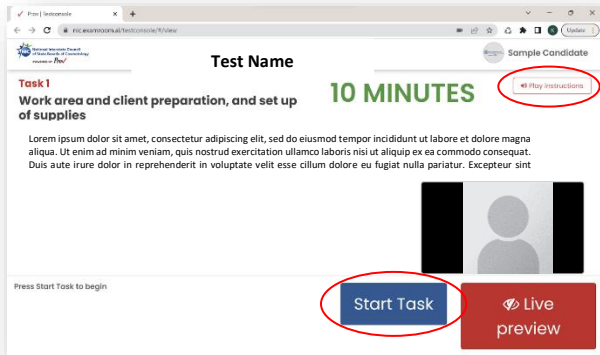 Prov | Testconsole
nic.examroom.ai/testconsole/#/view
Update
National Interstate Council
of State Boards of Cosmetology
POWERED BY Prov
Test Name
Sample Candidate
Task 1
Work area and client preparation, and set up
of supplies
10 MINUTES
Play Instructions
Lorem ipsum dolor sit amet, consectetur adipiscing elit, sed do eiusmod tempor incididunt ut labore et dolore magna
aliqua. Ut enim ad minim veniam, quis nostrud exercitation ullamco laboris nisi ut aliquip ex ea commodo consequat.
Duis aute irure dolor in reprehenderit in voluptate velit esse cillum dolore eu fugiat nulla pariatur. Excepteur sint
Press Start Task to begin
Start Task
Live
preview